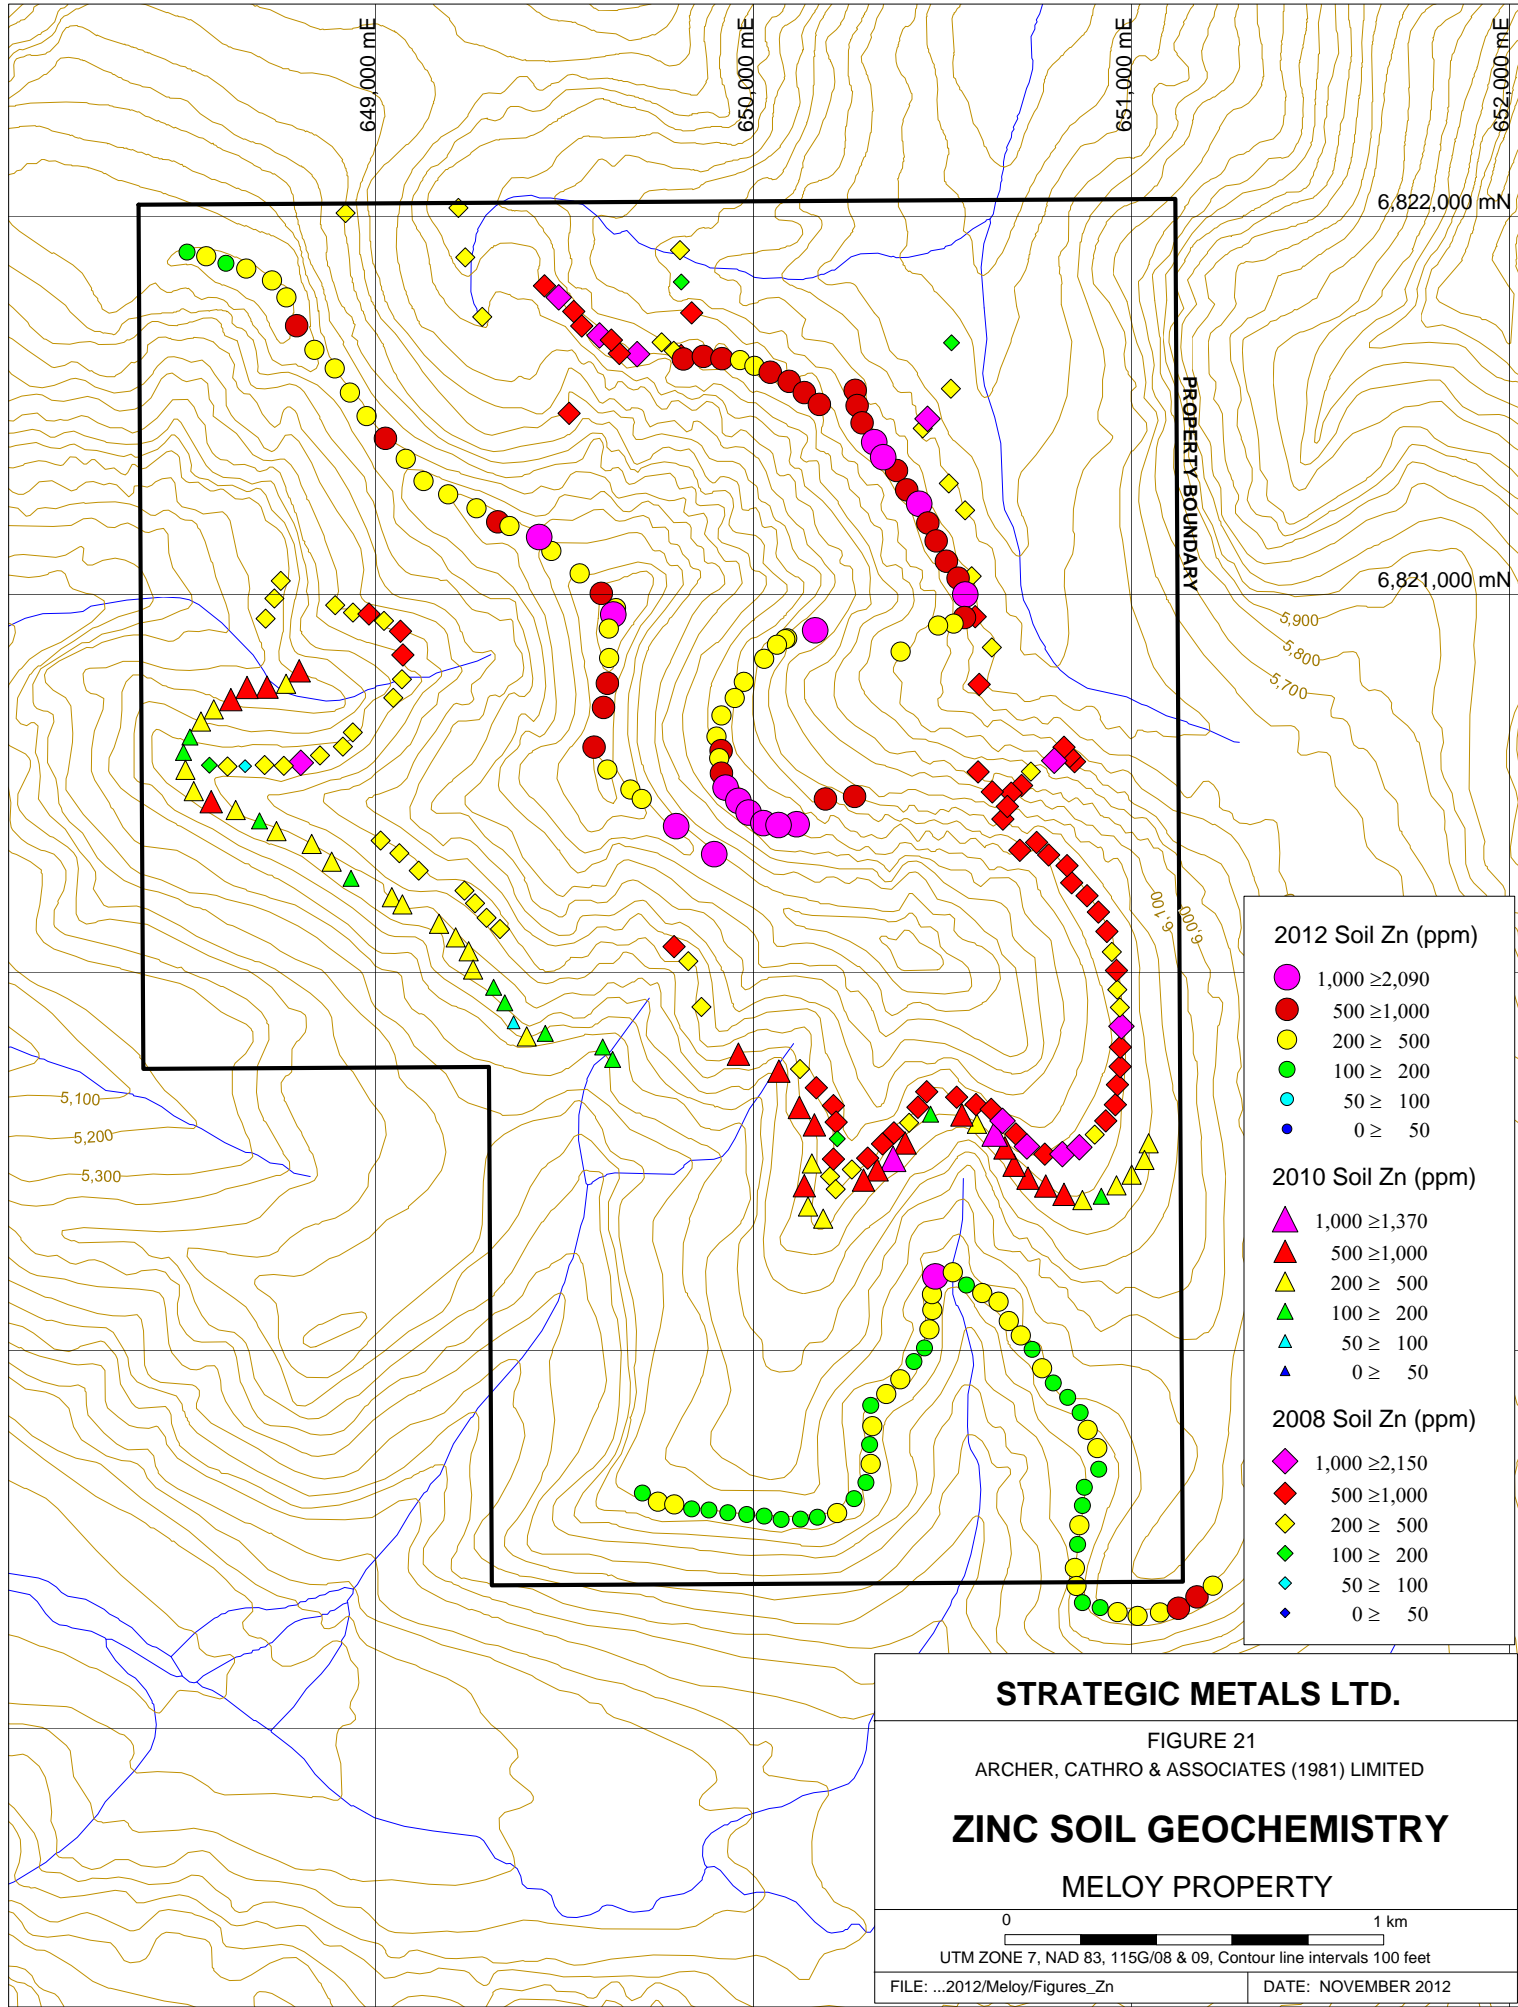 649,000 mE
650,000 mE
651,000 mE
652,000 mE
6,822,000 mN
PROPERTY BOUNDARY
6,821,000 mN
5,900
5,800
5,700
6,100
6,000
5,100
5,200
5,300
2012 Soil Zn (ppm)
1,000 ≥2,090
500 ≥1,000
200 ≥ 500
100 ≥ 200
50 ≥ 100
0 ≥ 50
2010 Soil Zn (ppm)
1,000 ≥1,370
500 ≥1,000
200 ≥ 500
100 ≥ 200
50 ≥ 100
0 ≥ 50
2008 Soil Zn (ppm)
1,000 ≥2,150
500 ≥1,000
200 ≥ 500
100 ≥ 200
50 ≥ 100
0 ≥ 50
STRATEGIC METALS LTD.
FIGURE 21
ARCHER, CATHRO & ASSOCIATES (1981) LIMITED
ZINC SOIL GEOCHEMISTRY
MELOY PROPERTY
0 1 km
UTM ZONE 7, NAD 83, 115G/08 & 09, Contour line intervals 100 feet
FILE: ...2012/Meloy/Figures_Zn DATE: NOVEMBER 2012